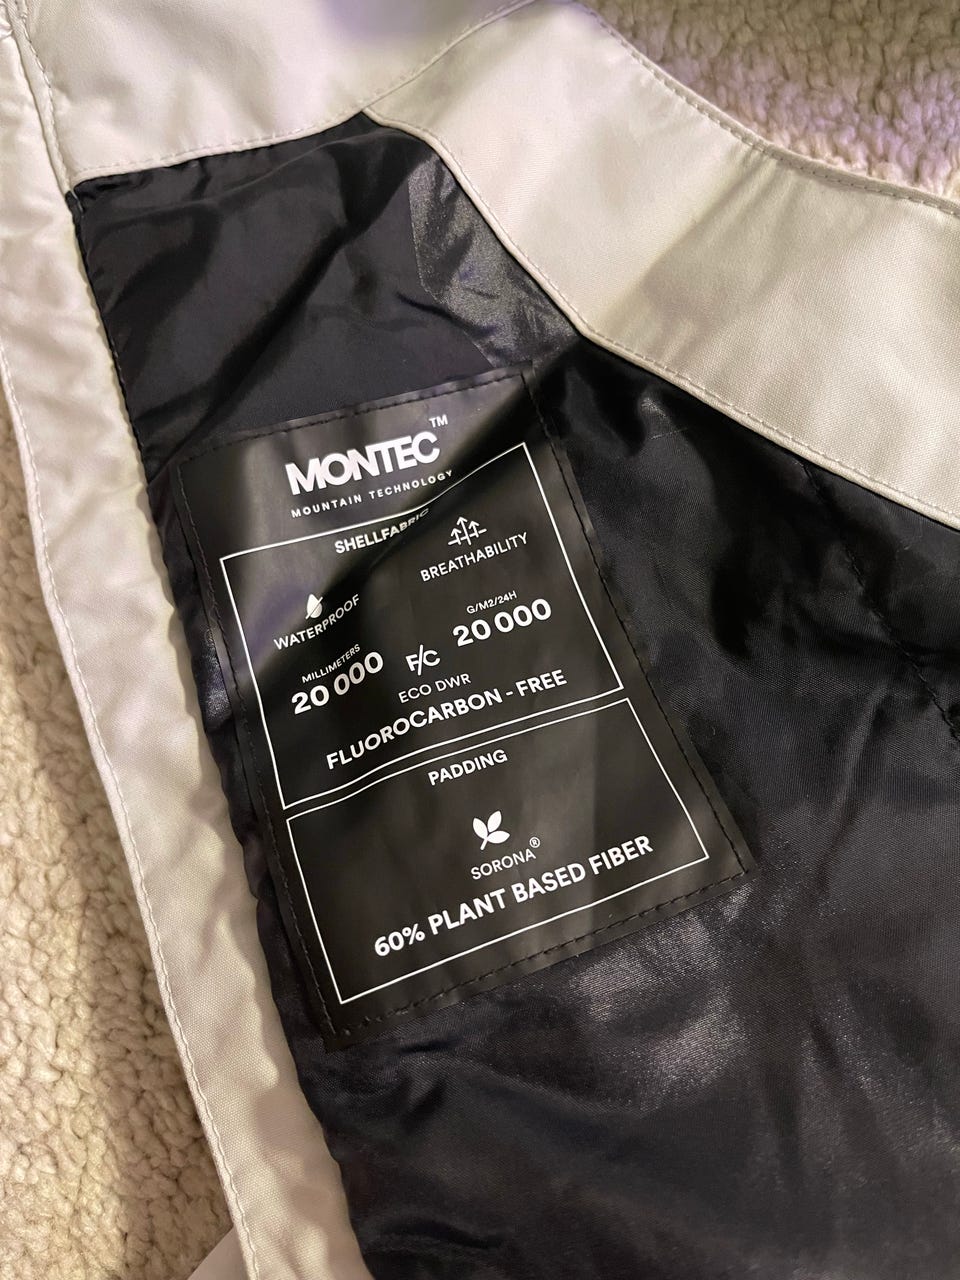 MONTEC™
MOUNTAIN TECHNOLOGY
SHELLFABRIC
WATERPROOF
MILLIMETERS
20 000
BREATHABILITY
G/M2/24H
20 000
F/C
ECO DWR
FLUOROCARBON - FREE
PADDING
SORONA®
60% PLANT BASED FIBER